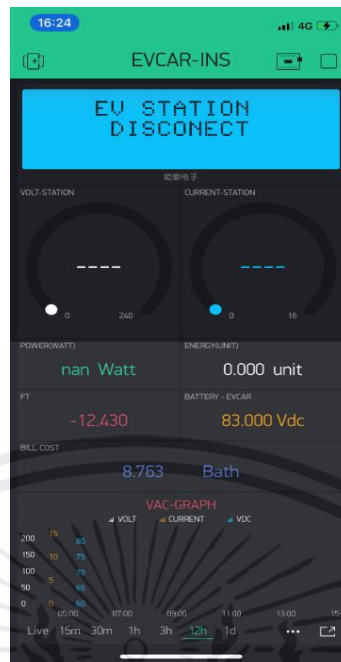 16:24 4G
EVCAR-INS
EV STATION
DISCONECT
VOLT-STATION CURRENT-STATION
---- ----
0 240 0 16
POWER(WATT) ENERGY(UNIT)
nan Watt 0.000 unit
FT BATTERY - EVCAR
-12.430 83.000 Vdc
BILL COST
8.763 Bath
VAC-GRAPH
VOLT CURRENT VDC
200 15 80
150 10 75
100 70
50 5 65
0 0 60
05:00 07:00 09:00 11:00 13:00 15:
Live 15m 30m 1h 3h 12h 1d ...